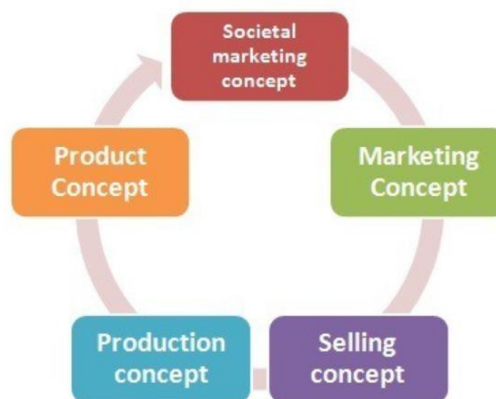 Societal
marketing
concept
Product
Concept
Marketing
Concept
Production
concept
Selling
concept